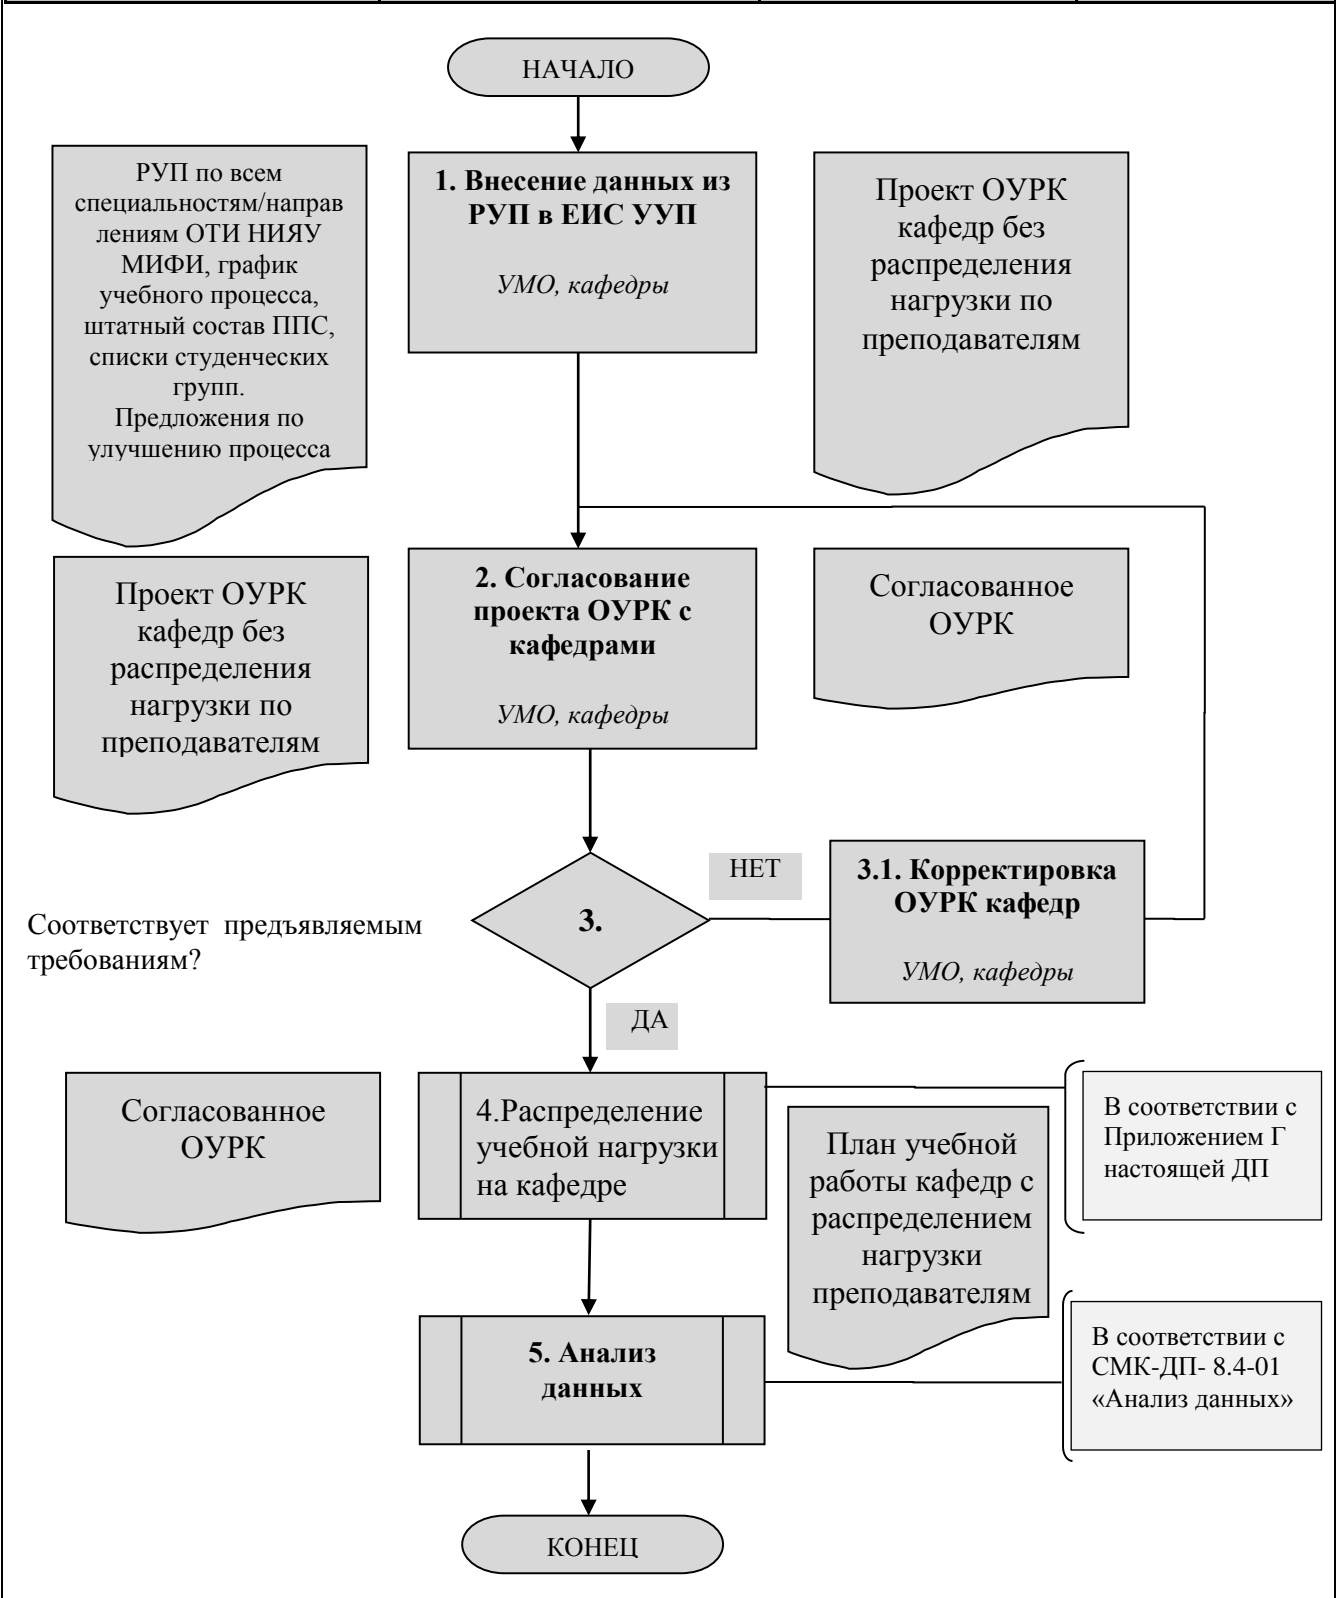 НАЧАЛО
РУП по всем
специальностям/направ
лениям ОТИ НИЯУ
МИФИ, график
учебного процесса,
штатный состав ППС,
списки студенческих
групп.
Предложения по
улучшению процесса
1. Внесение данных из
РУП в ЕИС УУП
УМО, кафедры
Проект ОУРК
кафедр без
распределения
нагрузки по
преподавателям
Проект ОУРК
кафедр без
распределения
нагрузки по
преподавателям
2. Согласование
проекта ОУРК с
кафедрами
УМО, кафедры
Согласованное
ОУРК
Соответствует предъявляемым
требованиям?
3.
НЕТ
3.1. Корректировка
ОУРК кафедр
УМО, кафедры
ДА
Согласованное
ОУРК
4.Распределение
учебной нагрузки
на кафедре
План учебной
работы кафедр с
распределением
нагрузки
преподавателям
В соответствии с
Приложением Г
настоящей ДП
5. Анализ
данных
В соответствии с
СМК-ДП- 8.4-01
«Анализ данных»
КОНЕЦ